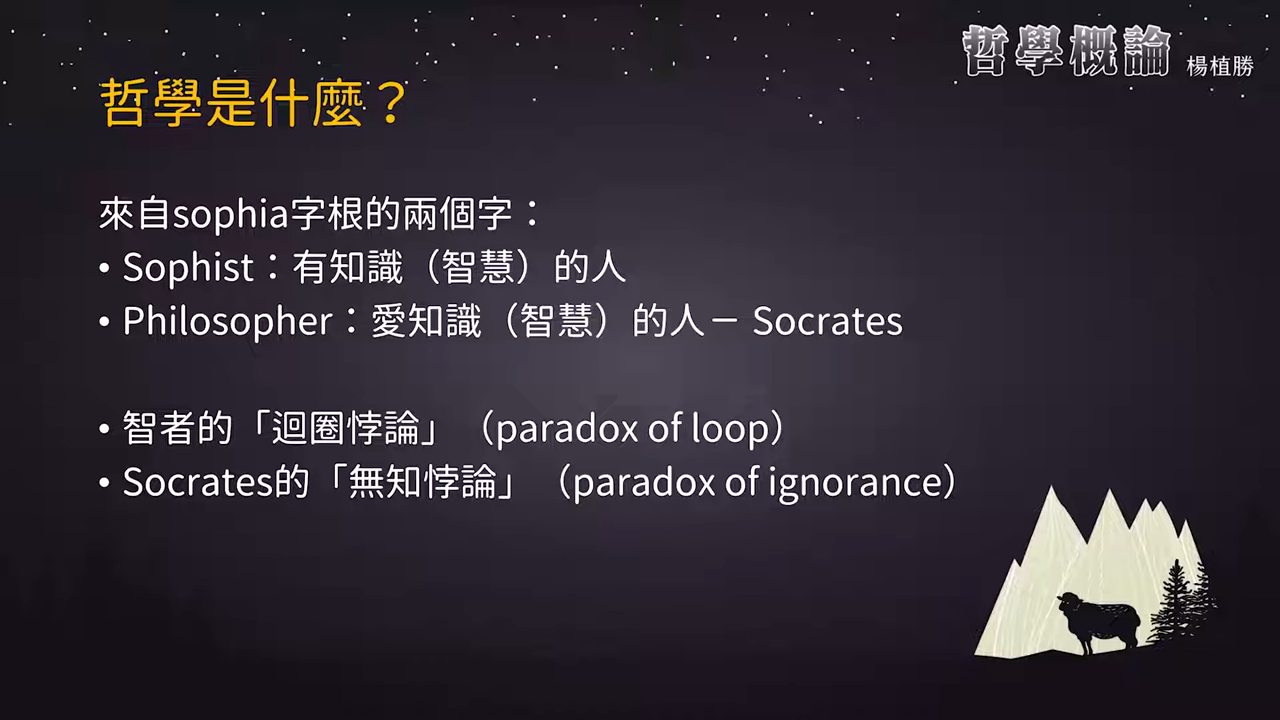 哲學概論 楊植勝
哲學是什麼？
來自sophia字根的兩個字：
• Sophist：有知識（智慧）的人
• Philosopher：愛知識（智慧）的人－ Socrates
• 智者的「迴圈悖論」（paradox of loop）
• Socrates的「無知悖論」（paradox of ignorance）